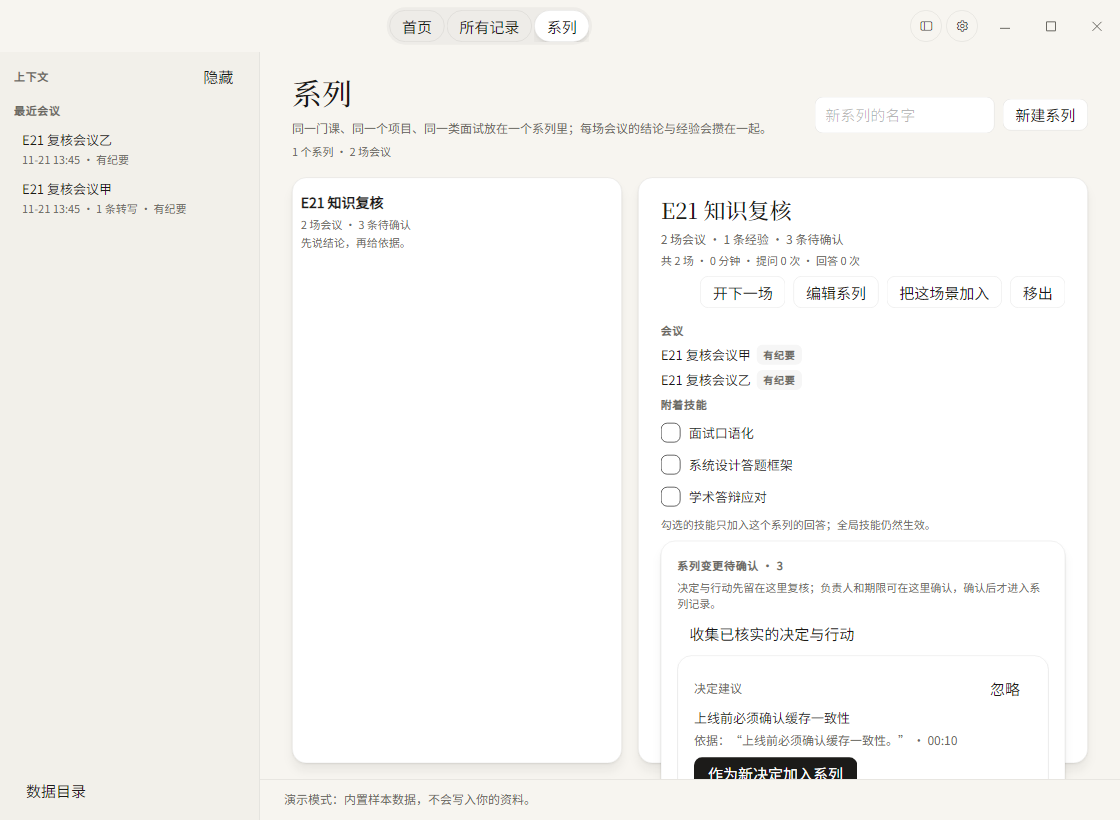 首页
所有记录
系列
上下文
隐藏
最近会议
E21 复核会议乙
11-21 13:45 · 有纪要
E21 复核会议甲
11-21 13:45 · 1 条转写 · 有纪要
数据目录
系列
同一门课、同一个项目、同一类面试放在一个系列里；每场会议的结论与经验会攒在一起。
1 个系列 · 2 场会议
新系列的名字
新建系列
E21 知识复核
2 场会议 · 3 条待确认
先说结论，再给依据。
E21 知识复核
2 场会议 · 1 条经验 · 3 条待确认
共 2 场 · 0 分钟 · 提问 0 次 · 回答 0 次
开下一场
编辑系列
把这场景加入
移出
会议
E21 复核会议甲 有纪要
E21 复核会议乙 有纪要
附着技能
面试口语化
系统设计答题框架
学术答辩应对
勾选的技能只加入这个系列的回答；全局技能仍然生效。
系列变更待确认 · 3
决定与行动先留在这里复核；负责人和期限可在这里确认，确认后才进入系
列记录。
收集已核实的决定与行动
决定建议
忽略
上线前必须确认缓存一致性
依据：“上线前必须确认缓存一致性。” · 00:10
作为新决定加入系列
演示模式：内置样本数据，不会写入你的资料。